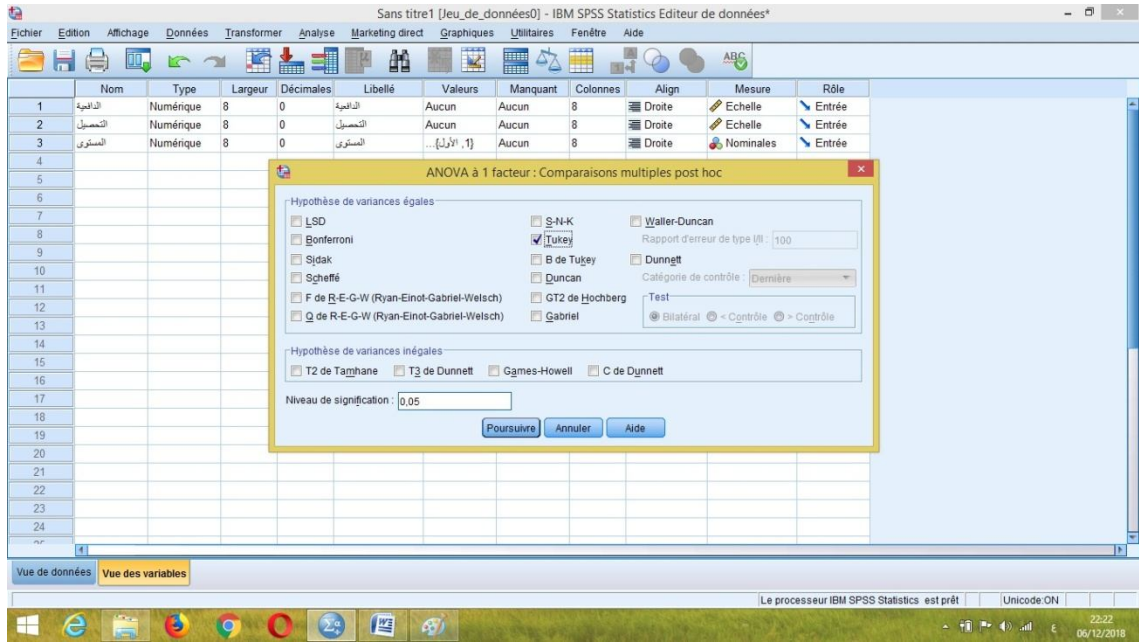 Sans titre1 [Jeu_de_données0] - IBM SPSS Statistics Editeur de données*
Fichier Edition Affichage Données Transformer Analyse Marketing direct Graphiques Utilitaires Fenêtre Aide
Nom Type Largeur Décimales Libellé Valeurs Manquant Colonnes Align Mesure Rôle
1 الدافعية Numérique 8 0 الدافعية Aucun Aucun 8 Droite Echelle Entrée
2 التحصيل Numérique 8 0 التحصيل Aucun Aucun 8 Droite Echelle Entrée
3 المستوى Numérique 8 0 المستوى {1, الأول}... Aucun 8 Droite Nominales Entrée
4
5
6
7
8
9
10
11
12
13
14
15
16
17
18
19
20
21
22
23
24
ANOVA à 1 facteur : Comparaisons multiples post hoc
Hypothèse de variances égales
LSD S-N-K Waller-Duncan
Bonferroni Tukey Rapport d'erreur de type I/II : 100
Sidak B de Tukey Dunnett
Scheffé Duncan Catégorie de contrôle : Dernière
F de R-E-G-W (Ryan-Einot-Gabriel-Welsch) GT2 de Hochberg Test
Q de R-E-G-W (Ryan-Einot-Gabriel-Welsch) Gabriel Bilatéral < Contrôle > Contrôle
Hypothèse de variances inégales
T2 de Tamhane T3 de Dunnett Games-Howell C de Dunnett
Niveau de signification : 0,05
Poursuivre Annuler Aide
Vue de données Vue des variables
Le processeur IBM SPSS Statistics est prêt Unicode:ON
ع 22:22
06/12/2018